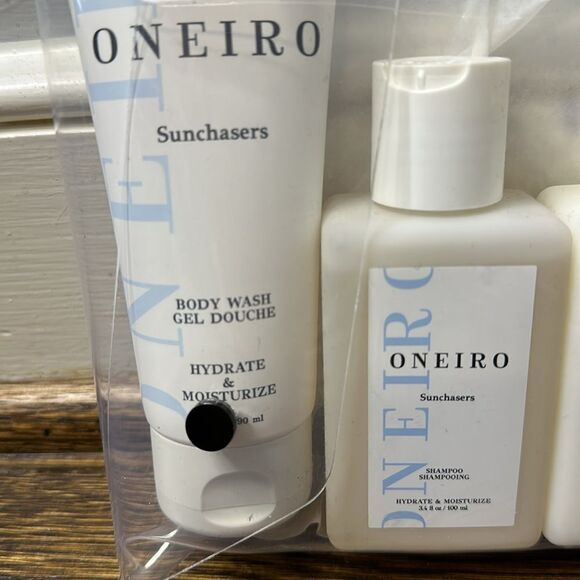 ONEIRO
Sunchasers
BODY WASH
GEL DOUCHE
HYDRATE
&
MOISTURIZE
90 ml
ONEIRO
ONEIRO
Sunchasers
SHAMPOO
SHAMPOOING
HYDRATE & MOISTURIZE
3.4 fl oz / 100 ml
ONEIRO